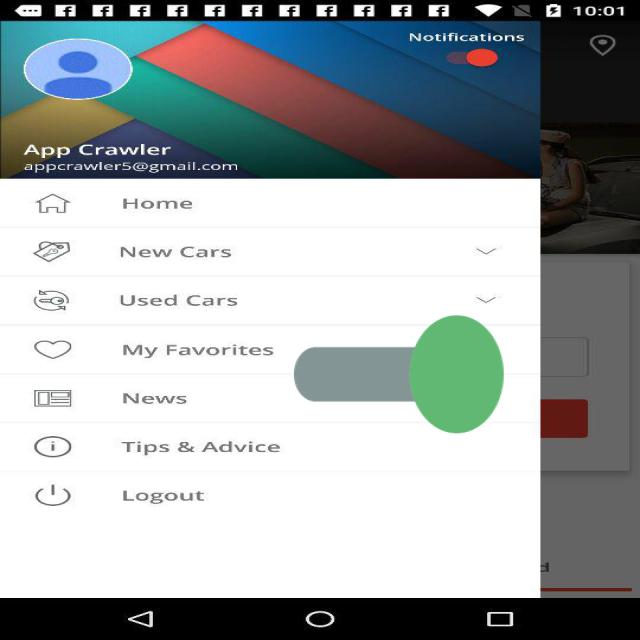 10:01
Notifications
App Crawler
appcrawler5@gmail.com
Home
New Cars
Used Cars
My Favorites
News
Tips & Advice
Logout
d